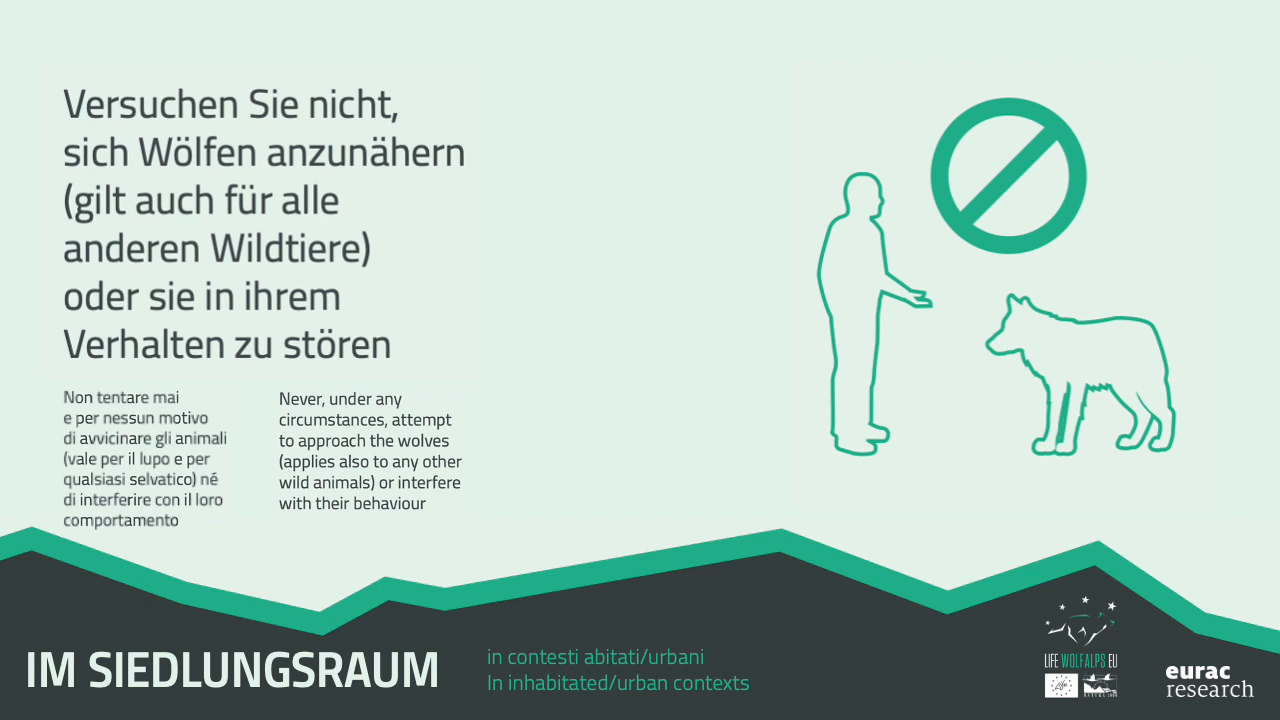 Versuchen Sie nicht,
sich Wölfen anzunähern
(gilt auch für alle
anderen Wildtiere)
oder sie in ihrem
Verhalten zu stören
Non tentare mai
e per nessun motivo
di avvicinare gli animali
(vale per il lupo e per
qualsiasi selvatico) né
di interferire con il loro
comportamento
Never, under any
circumstances, attempt
to approach the wolves
(applies also to any other
wild animals) or interfere
with their behaviour
IM SIEDLUNGSRAUM
in contesti abitati/urbani
In inhabitated/urban contexts
LIFE WOLFALPS EU
eurac
research